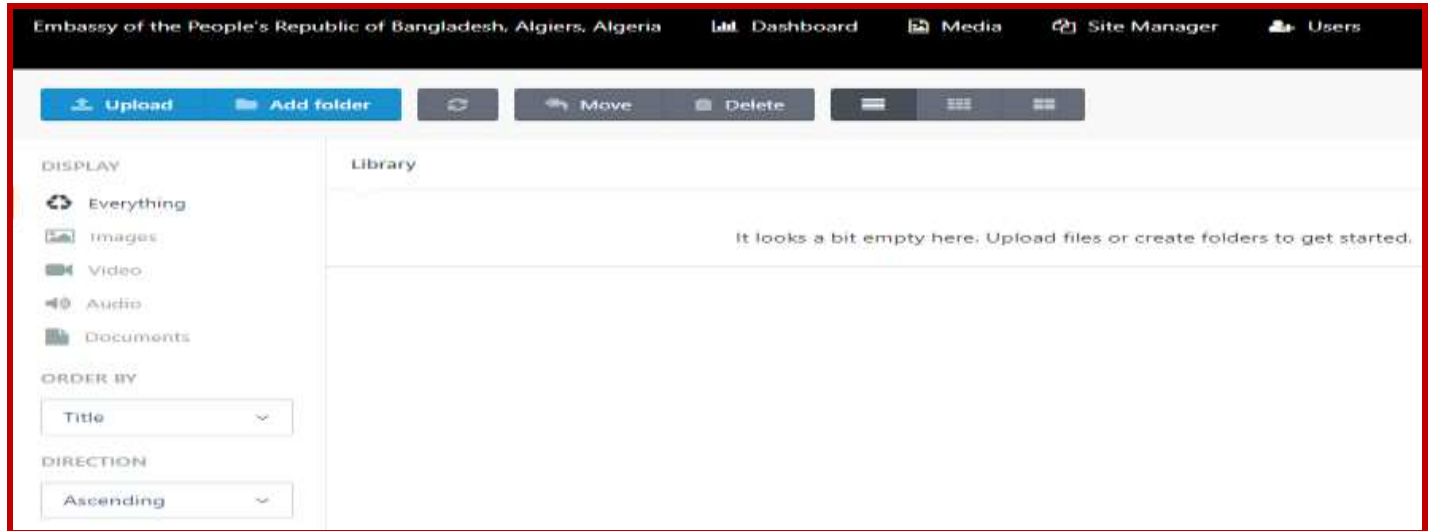 Embassy of the People's Republic of Bangladesh, Algiers, Algeria Dashboard Media Site Manager Users
Upload Add folder Move Delete
DISPLAY
Library
Everything
It looks a bit empty here. Upload files or create folders to get started.
Images
Video
Audio
Documents
ORDER BY
Title
DIRECTION
Ascending